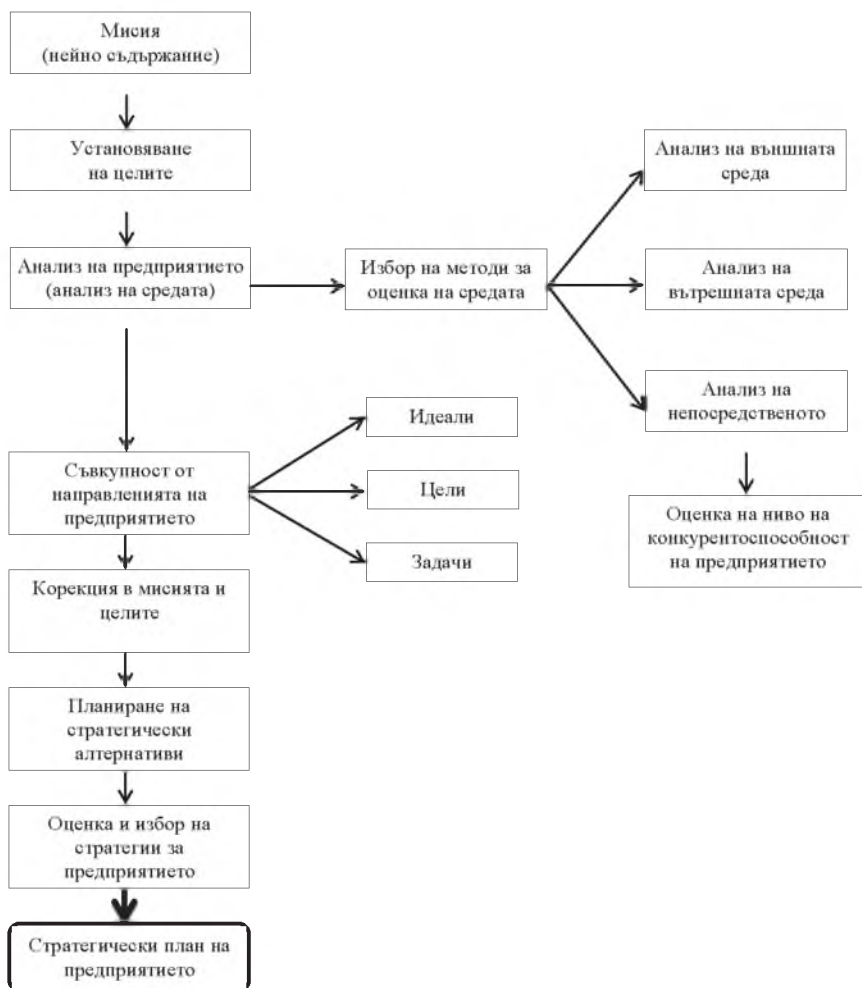 Мисия
(нейно съдържание)
Установяване
на целите
Анализ на външната
среда
Анализ на предприятието
(анализ на средата)
Избор на методи за
оценка на средата
Анализ на
вътрешната среда
Анализ на
непосредственото
Идеали
Съвкупност от
направленията на
предприятието
Цели
Задачи
Оценка на ниво на
конкурентоспособност
на предприятието
Корекция в мисията и
целите
Планиране на
стратегически
алтернативи
Оценка и избор на
стратегии за
предприятието
Стратегически план на
предприятието